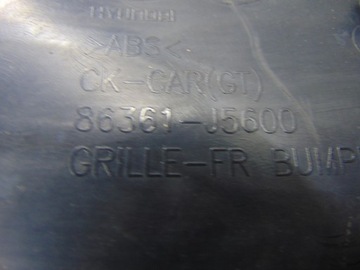 HYUNDAI
>ABS<
CK-CAR(GT)
86361-J5600
GRILLE-FR BUMP